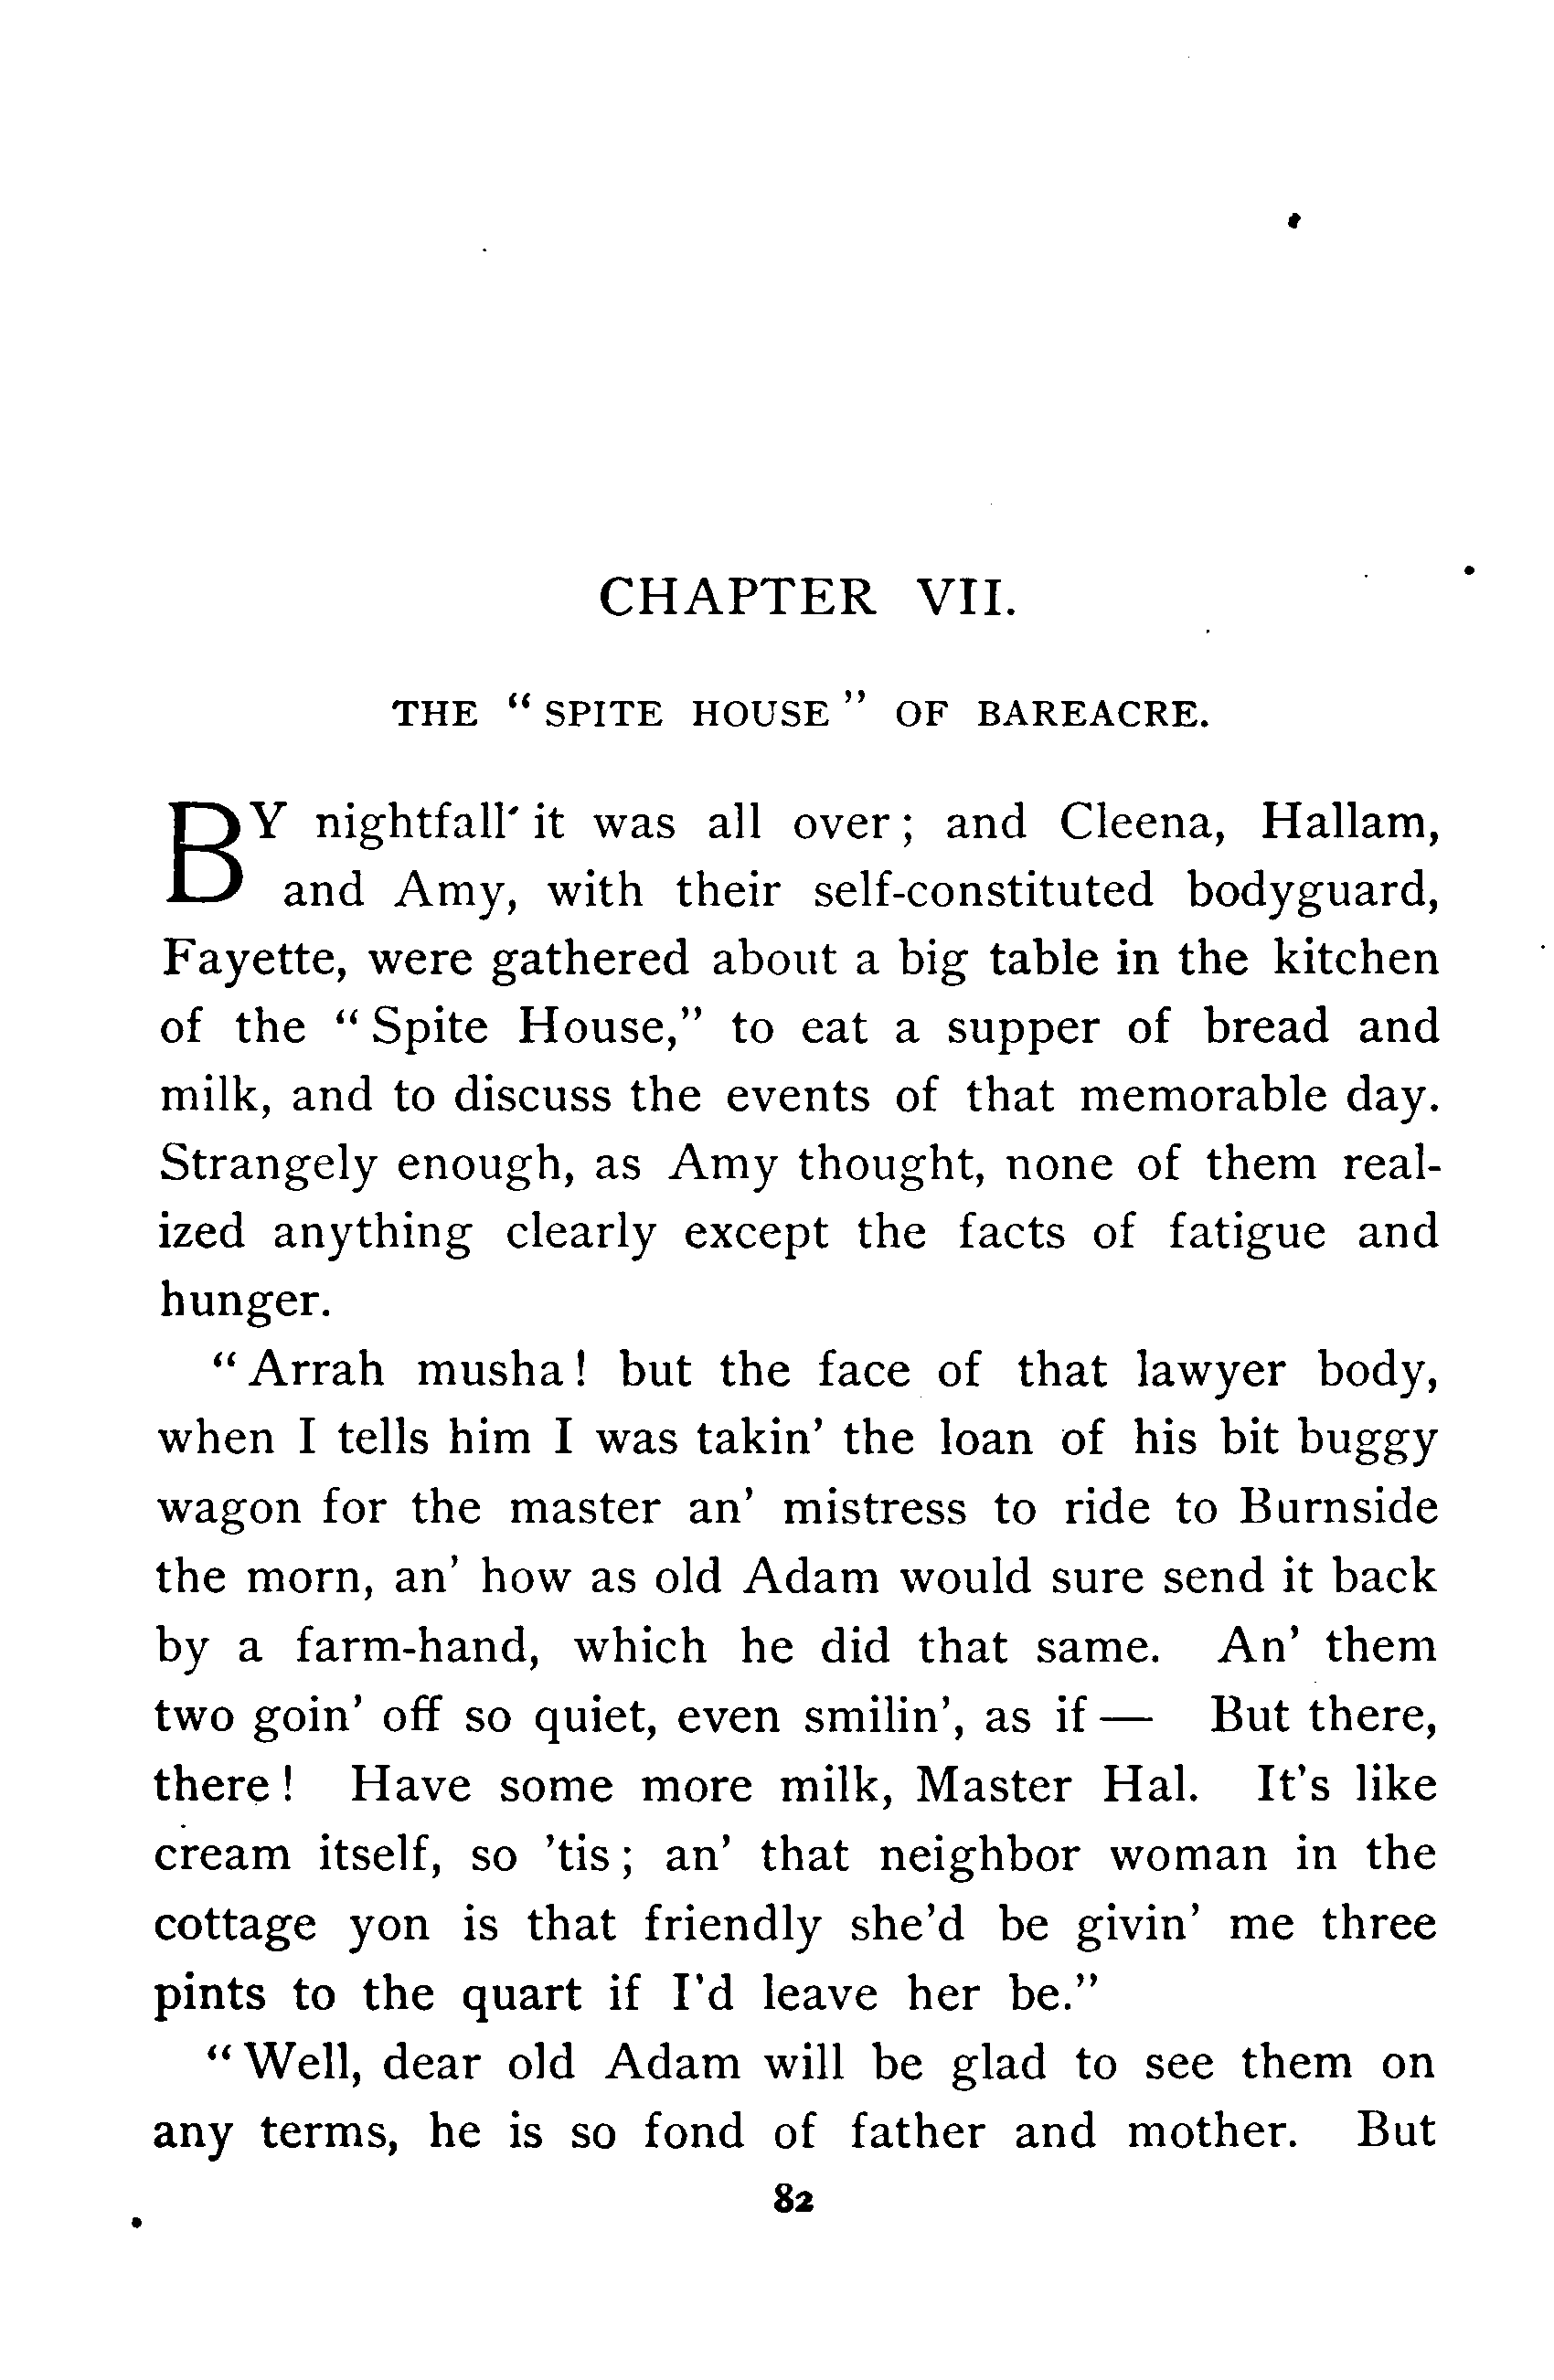 CHAPTER VII.
THE “SPITE HOUSE” OF BAREACRE.
BY nightfall it was all over; and Cleena, Hallam,
and Amy, with their self-constituted bodyguard,
Fayette, were gathered about a big table in the kitchen
of the “Spite House,” to eat a supper of bread and
milk, and to discuss the events of that memorable day.
Strangely enough, as Amy thought, none of them real-
ized anything clearly except the facts of fatigue and
hunger.
“Arrah musha! but the face of that lawyer body,
when I tells him I was takin’ the loan of his bit buggy
wagon for the master an’ mistress to ride to Burnside
the morn, an’ how as old Adam would sure send it back
by a farm-hand, which he did that same. An’ them
two goin’ off so quiet, even smilin’, as if — But there,
there! Have some more milk, Master Hal. It’s like
cream itself, so ’tis; an’ that neighbor woman in the
cottage yon is that friendly she’d be givin’ me three
pints to the quart if I’d leave her be.”
“Well, dear old Adam will be glad to see them on
any terms, he is so fond of father and mother. But
82